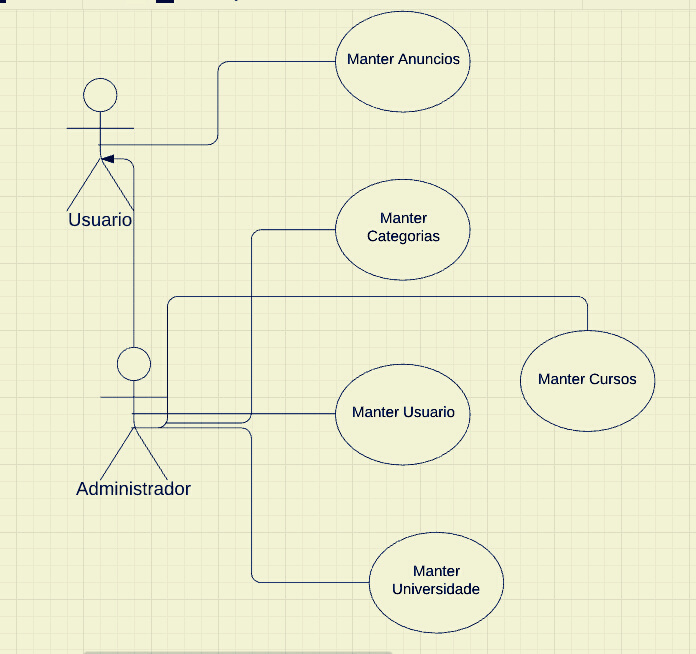 Manter Anuncios
Usuario
Manter
Categorias
Manter Cursos
Manter Usuario
Administrador
Manter
Universidade